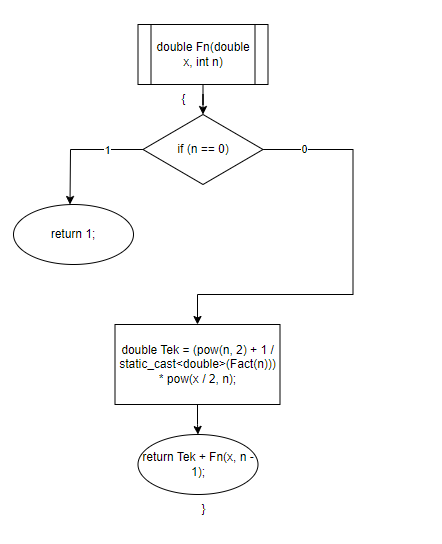 double Fn(double
x, int n)
{
if (n == 0)
1
0
return 1;
double Tek = (pow(n, 2) + 1 /
static_cast<double>(Fact(n)))
* pow(x / 2, n);
return Tek + Fn(x, n -
1);
}